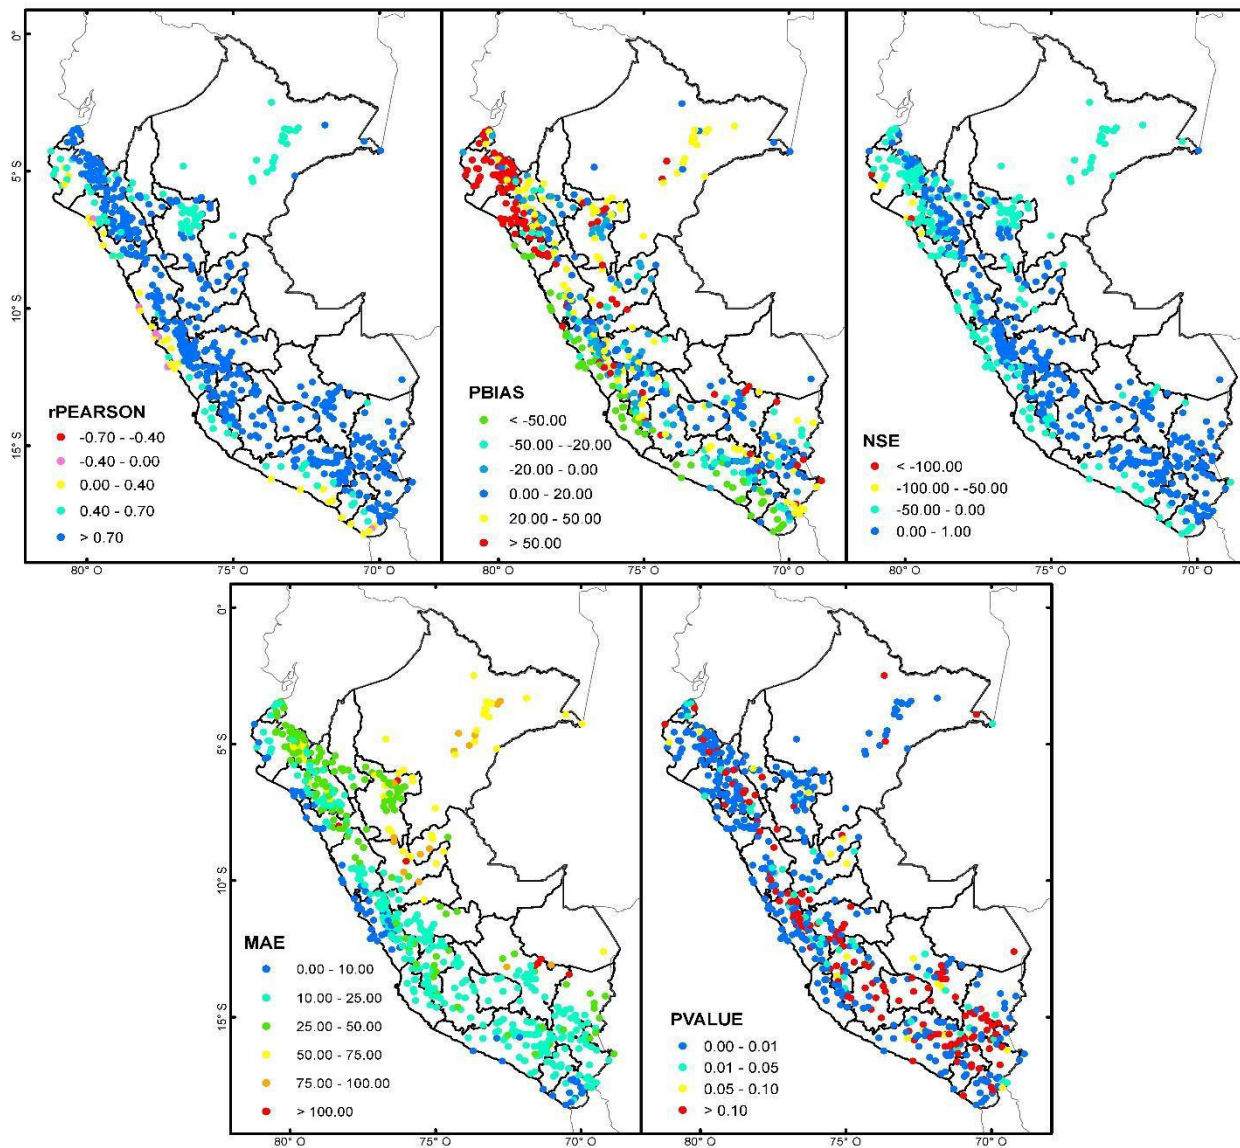 0°
5° S
10° S
15° S
rPEARSON
-0.70 - -0.40
-0.40 - 0.00
0.00 - 0.40
0.40 - 0.70
> 0.70
PBIAS
< -50.00
-50.00 - -20.00
-20.00 - 0.00
0.00 - 20.00
20.00 - 50.00
> 50.00
NSE
< -100.00
-100.00 - -50.00
-50.00 - 0.00
0.00 - 1.00
80° O 75° O 70° O 80° O 75° O 70° O 80° O 75° O 70° O
0°
5° S
10° S
15° S
MAE
0.00 - 10.00
10.00 - 25.00
25.00 - 50.00
50.00 - 75.00
75.00 - 100.00
> 100.00
PVALUE
0.00 - 0.01
0.01 - 0.05
0.05 - 0.10
> 0.10
80° O 75° O 70° O 80° O 75° O 70° O